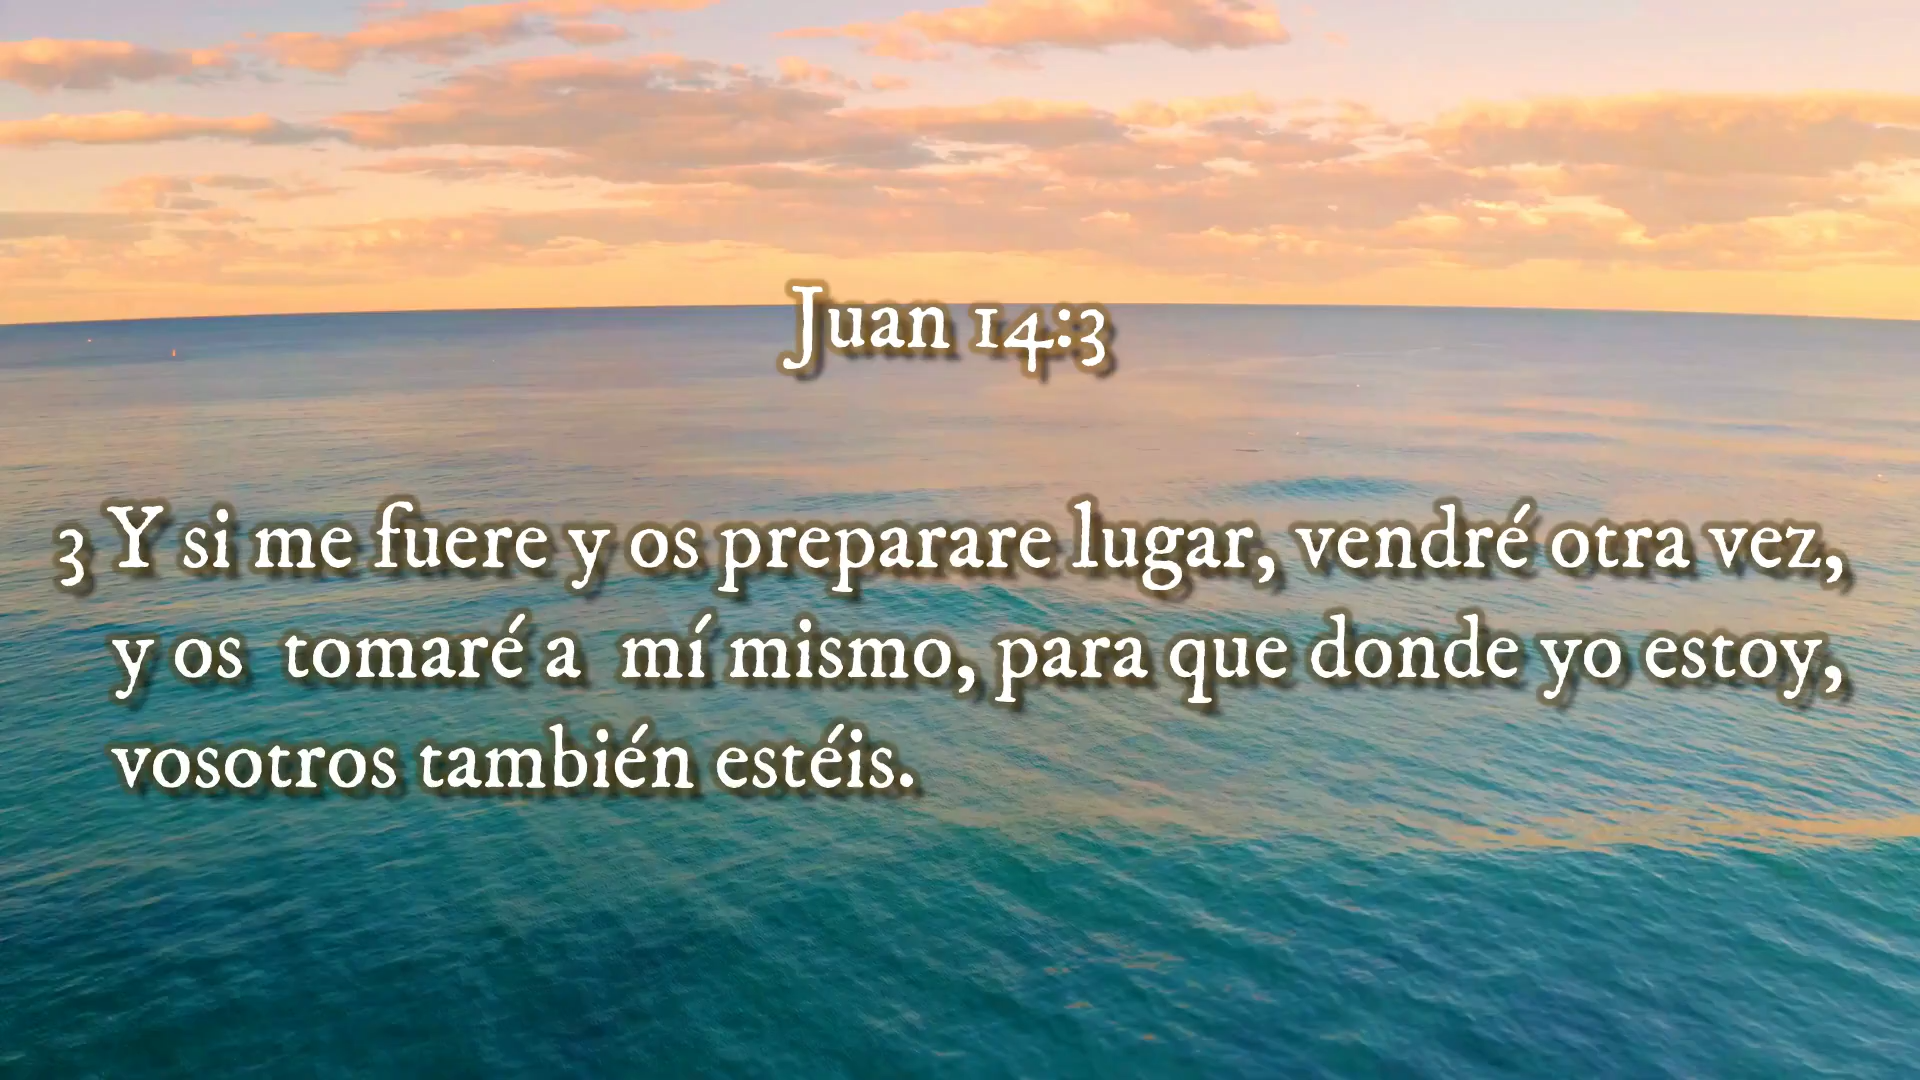 Juan 14:3
3 Y si me fuere y os preparare lugar, vendré otra vez,
y os tomaré a mí mismo, para que donde yo estoy,
vosotros también estéis.